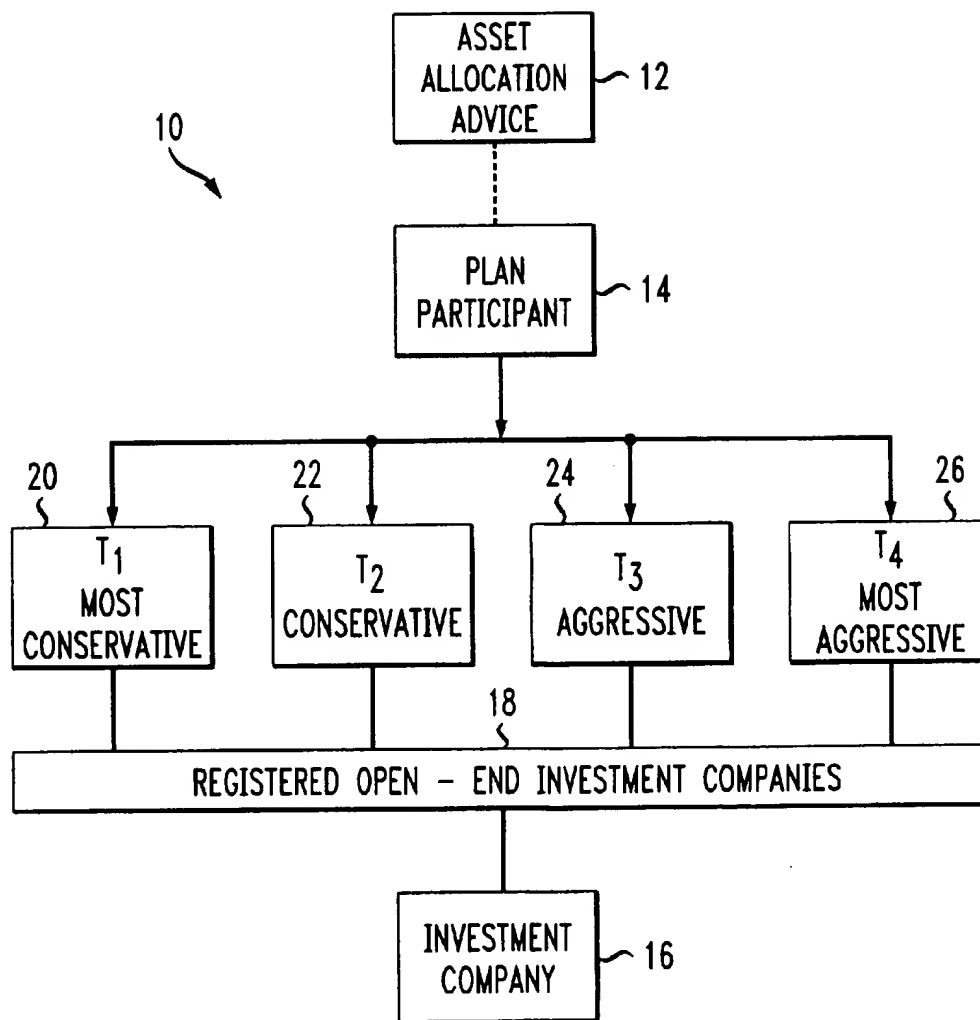 ASSET
ALLOCATION
ADVICE
12
10
PLAN
PARTICIPANT
14
20
22
24
26
T1
MOST
CONSERVATIVE
T2
CONSERVATIVE
T3
AGGRESSIVE
T4
MOST
AGGRESSIVE
18
REGISTERED OPEN – END INVESTMENT COMPANIES
INVESTMENT
COMPANY
16